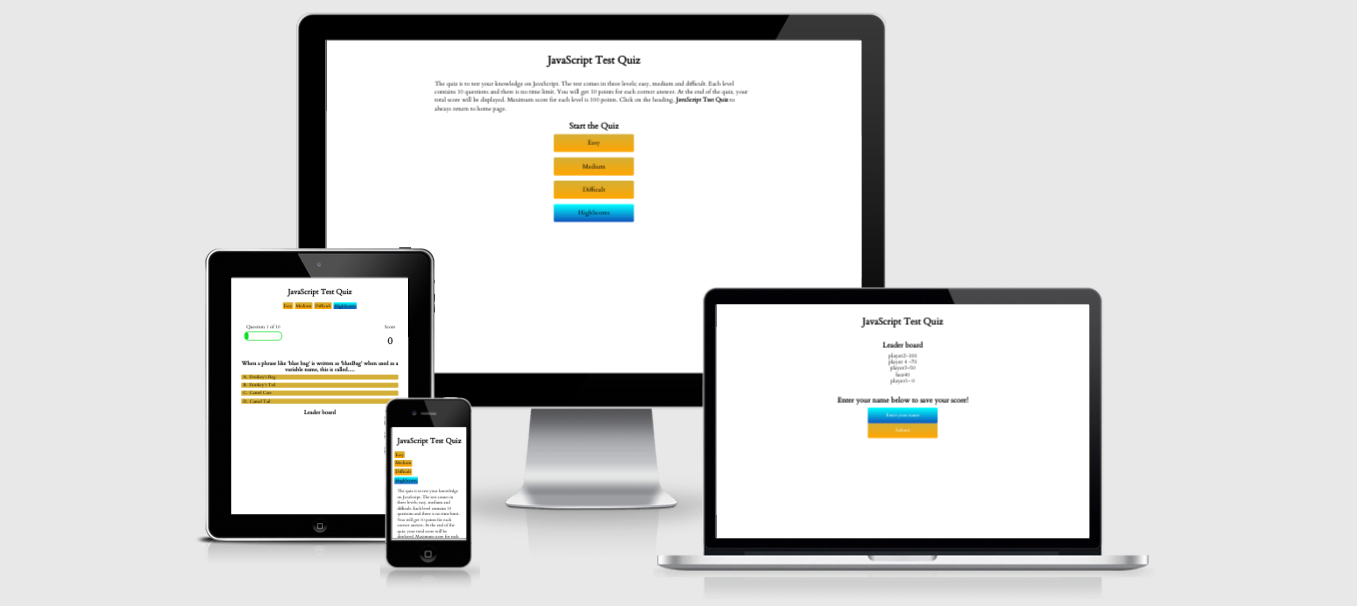 JavaScript Test Quiz
The quiz is to test your knowledge on JavaScript. The test comes in three levels; easy, medium and difficult. Each level
contains 10 questions and there is no time limit. You will get 10 points for each correct answer. At the end of the quiz, your
total score will be displayed. Maximum score for each level is 100 points. Click on the heading, JavaScript Test Quiz to
always return to home page.
Start the Quiz
Easy
Medium
Difficult
HighScores
JavaScript Test Quiz
Easy Medium Difficult HighScores
Question 1 of 10
Score
0
When a phrase like 'blue bug' is written as 'blueBug' when used as a
variable name, this is called....
A. Donkey's Peg
B. Donkey's Tail
C. Camel Case
D. Camel Tail
Leader board
JavaScript Test Quiz
Easy
Medium
Difficult
HighScores
The quiz is to test your knowledge
on JavaScript. The test comes in
three levels; easy, medium and
difficult. Each level contains 10
questions and there is no time limit.
You will get 10 points for each
correct answer. At the end of the
quiz, your total score will be
displayed. Maximum score for each
JavaScript Test Quiz
Leader board
player2-100
player 4 -70
player3-50
player1- 0
Enter your name below to save your score!
Enter your name
Submit